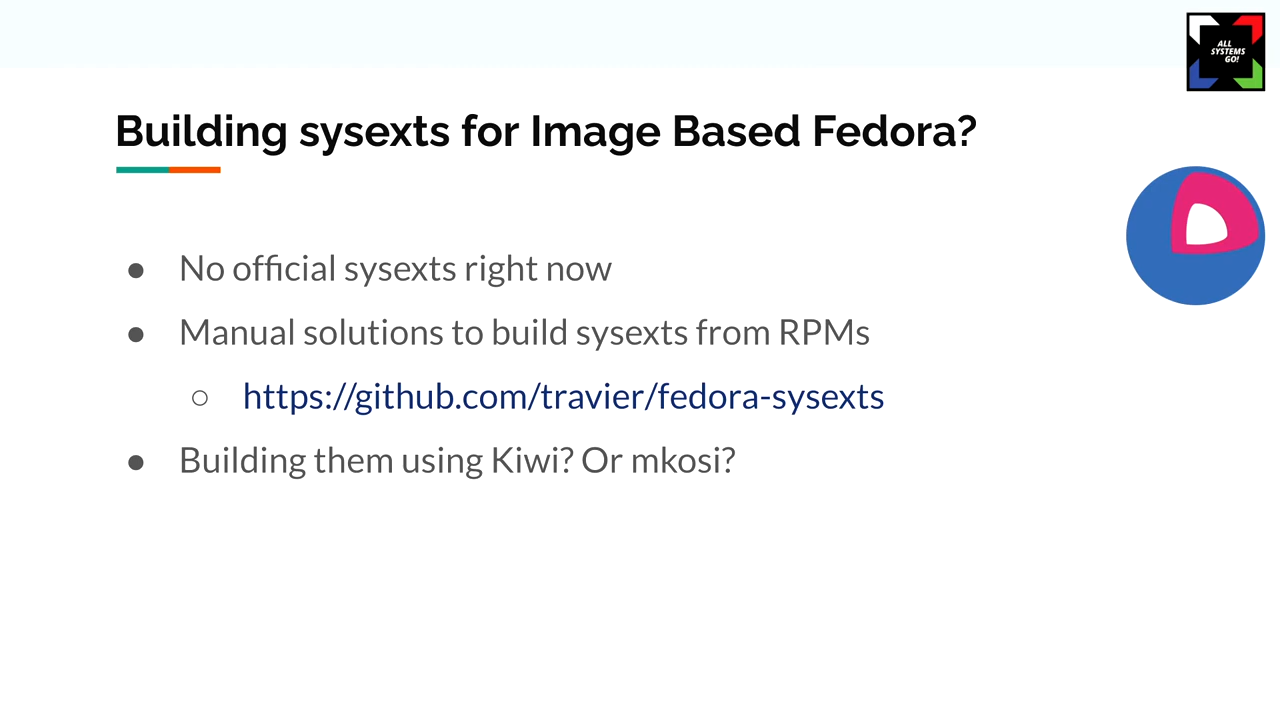 ALL
SYSTEMS
GO!
Building sysexts for Image Based Fedora?
● No official sysexts right now
● Manual solutions to build sysexts from RPMs
○ https://github.com/travier/fedora-sysexts
● Building them using Kiwi? Or mkosi?